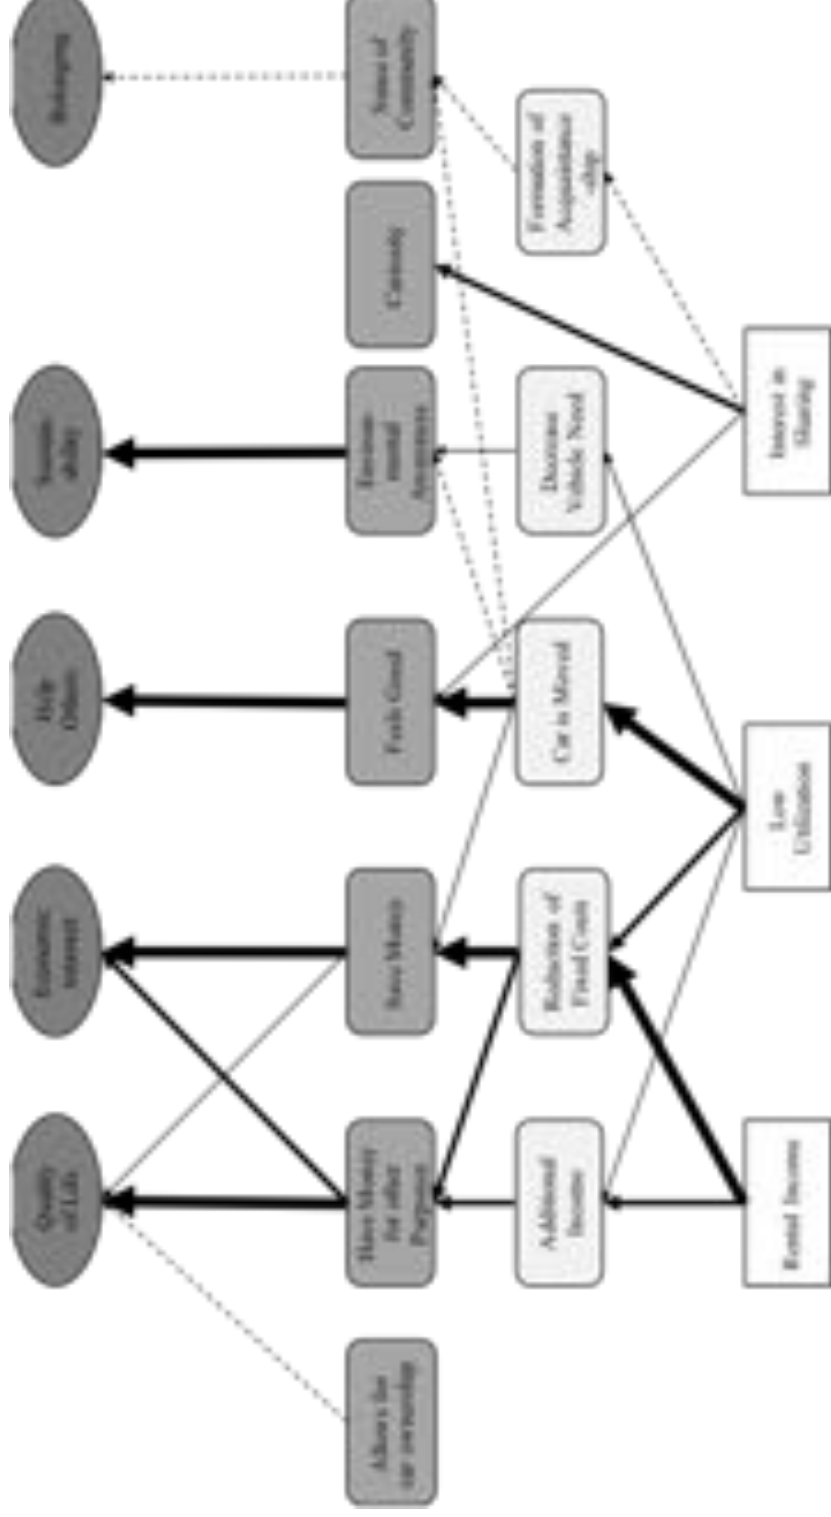 Quality
of Life
Economic
Interest
Help
Others
Sustain-
ability
Belonging
Allows for
car ownership
Have Money
for other
Purposes
Save Money
Feels Good
Environ-
mental
Awareness
Curiosity
Sense of
Community
Additional
Income
Reduction of
Fixed Costs
Car is Moved
Decrease
Vehicle Need
Formation of
Acquaintance
-ship
Rental Income
Low
Utilization
Interest in
Sharing